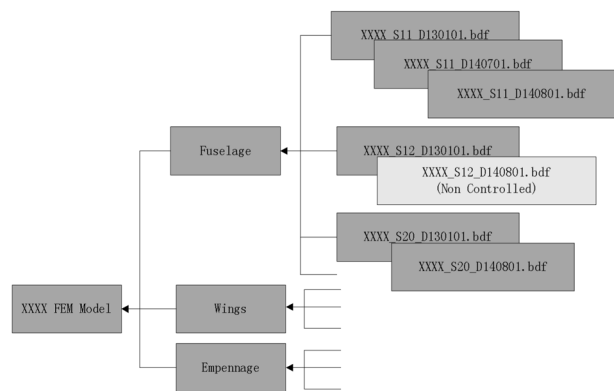 XXXX_S11_D130101.bdf
XXXX_S11_D140701.bdf
XXXX_S11_D140801.bdf
Fuselage
XXXX_S12_D130101.bdf
XXXX_S12_D140801.bdf
(Non Controlled)
XXXX_S20_D130101.bdf
XXXX_S20_D140801.bdf
XXXX FEM Model
Wings
Empennage